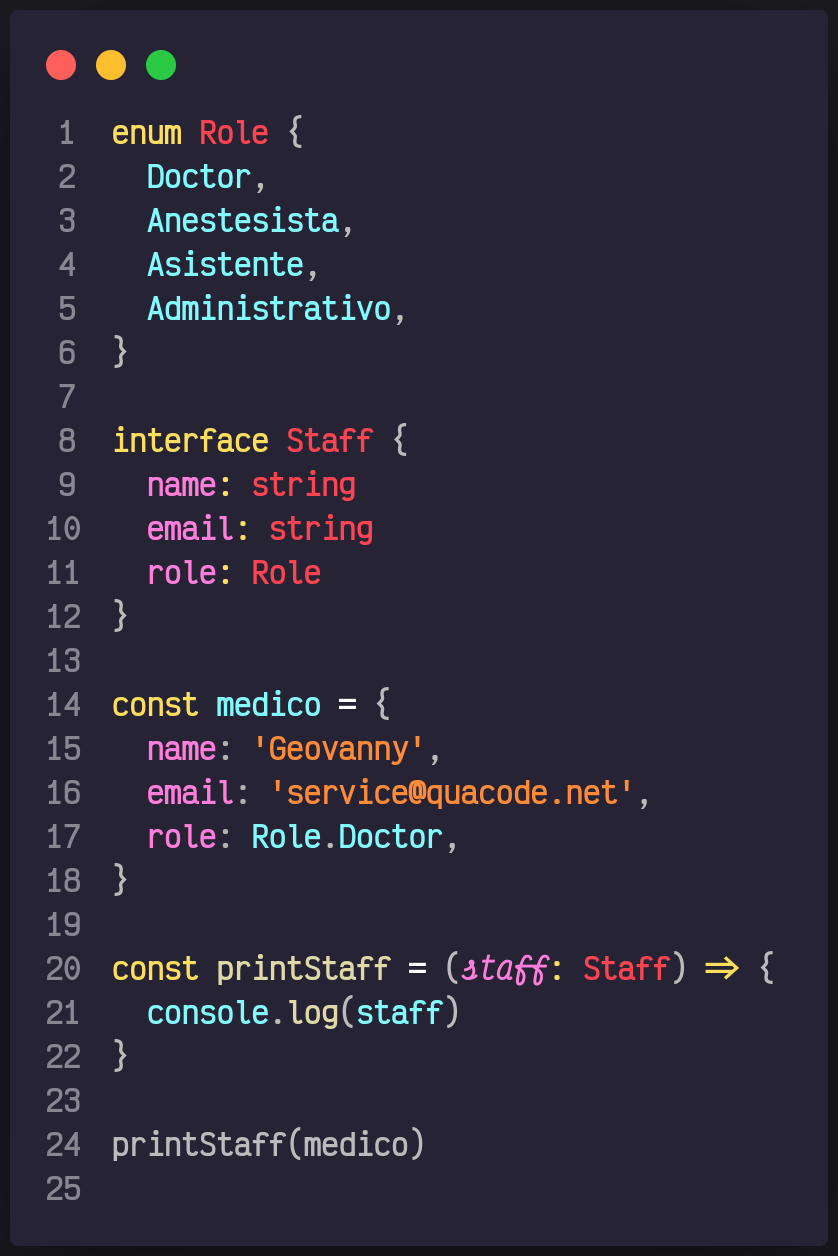 1 enum Role {
2   Doctor,
3   Anestesista,
4   Asistente,
5   Administrativo,
6 }
7
8 interface Staff {
9   name: string
10   email: string
11   role: Role
12 }
13
14 const medico = {
15   name: 'Geovanny',
16   email: 'service@quacode.net',
17   role: Role.Doctor,
18 }
19
20 const printStaff = (staff: Staff) => {
21   console.log(staff)
22 }
23
24 printStaff(medico)
25